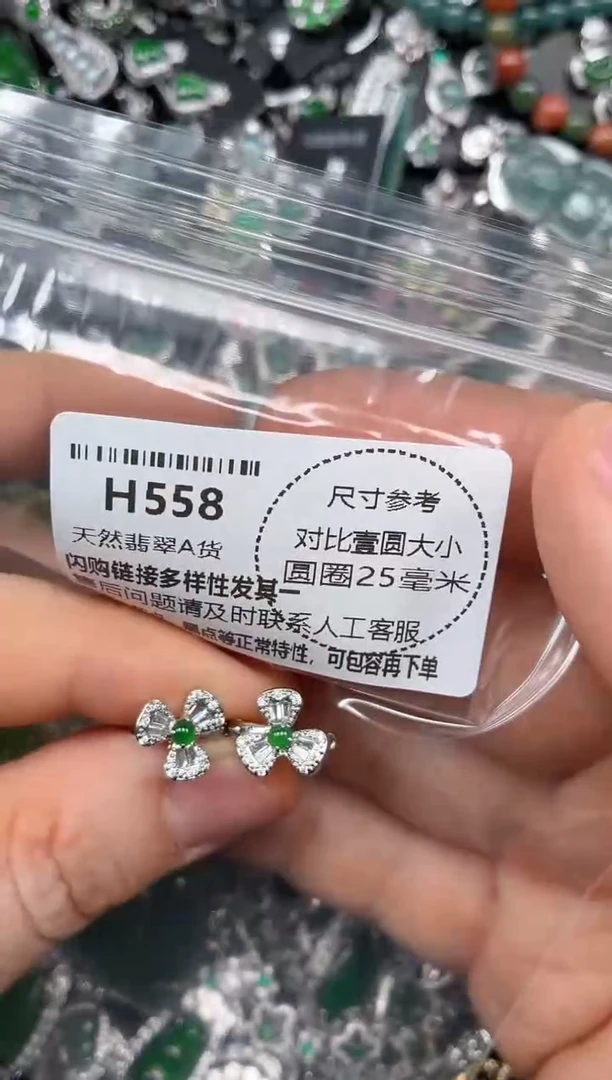 H558
尺寸参考
天然翡翠A货
对比壹圆大小
圆圈25毫米
闪购链接多样性发其一
售后问题请及时联系人工客服
等正常特性，可包容再下单